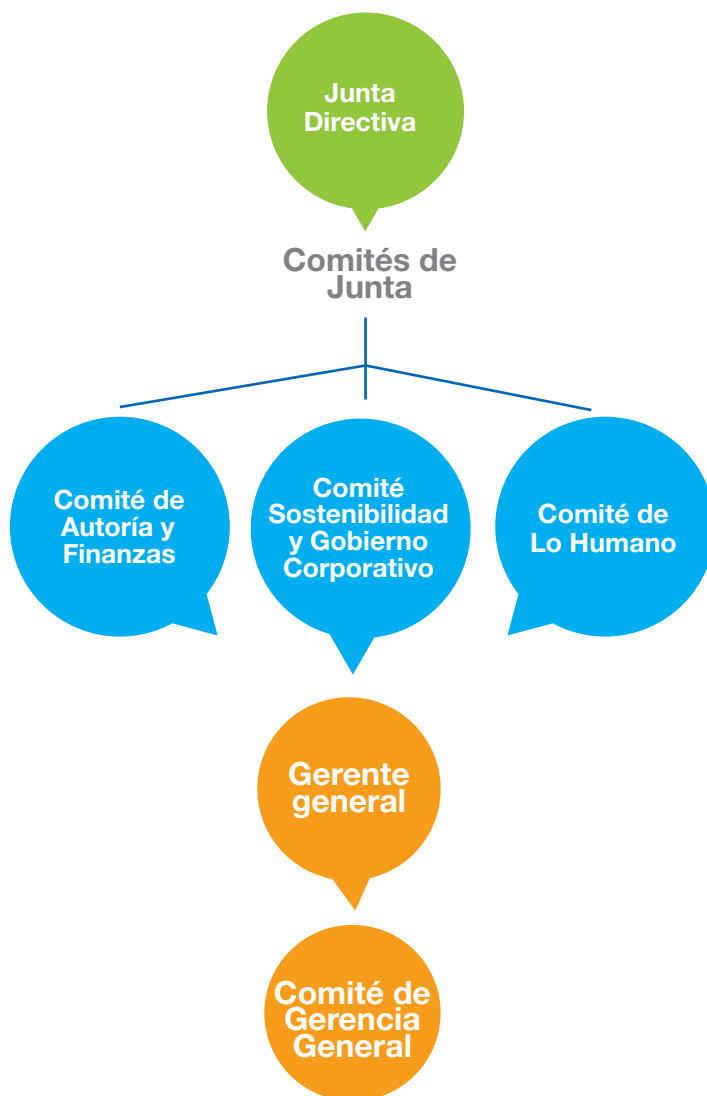 Junta
Directiva
Comités de
Junta
Comité de
Autoría y
Finanzas
Comité
Sostenibilidad
y Gobierno
Corporativo
Comité de
Lo Humano
Gerente
general
Comité de
Gerencia
General